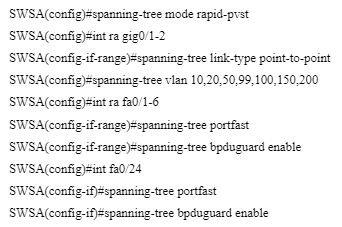 SWSA(config)#spanning-tree mode rapid-pvst
SWSA(config)#int ra gig0/1-2
SWSA(config-if-range)#spanning-tree link-type point-to-point
SWSA(config)#spanning-tree vlan 10,20,50,99,100,150,200
SWSA(config)#int ra fa0/1-6
SWSA(config-if-range)#spanning-tree portfast
SWSA(config-if-range)#spanning-tree bpduguard enable
SWSA(config)#int fa0/24
SWSA(config-if)#spanning-tree portfast
SWSA(config-if)#spanning-tree bpduguard enable